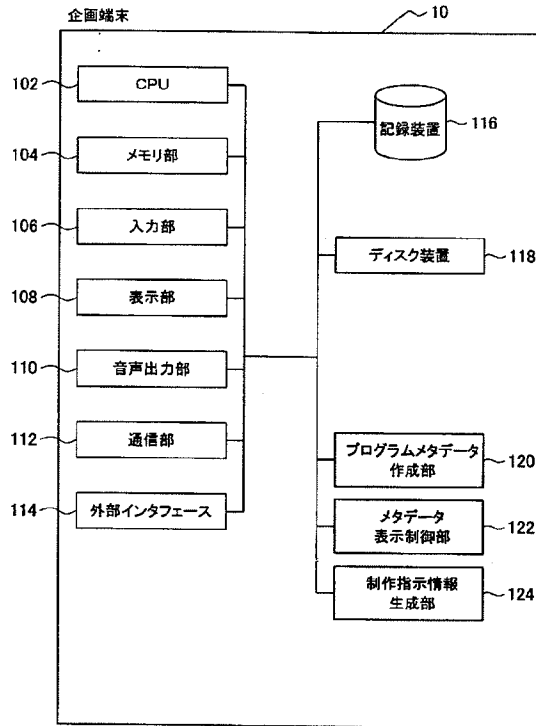 企画端末
10
102
CPU
104
メモリ部
106
入力部
108
表示部
110
音声出力部
112
通信部
114
外部インタフェース
記録装置
116
ディスク装置
118
プログラムメタデータ
作成部
120
メタデータ
表示制御部
122
制作指示情報
生成部
124